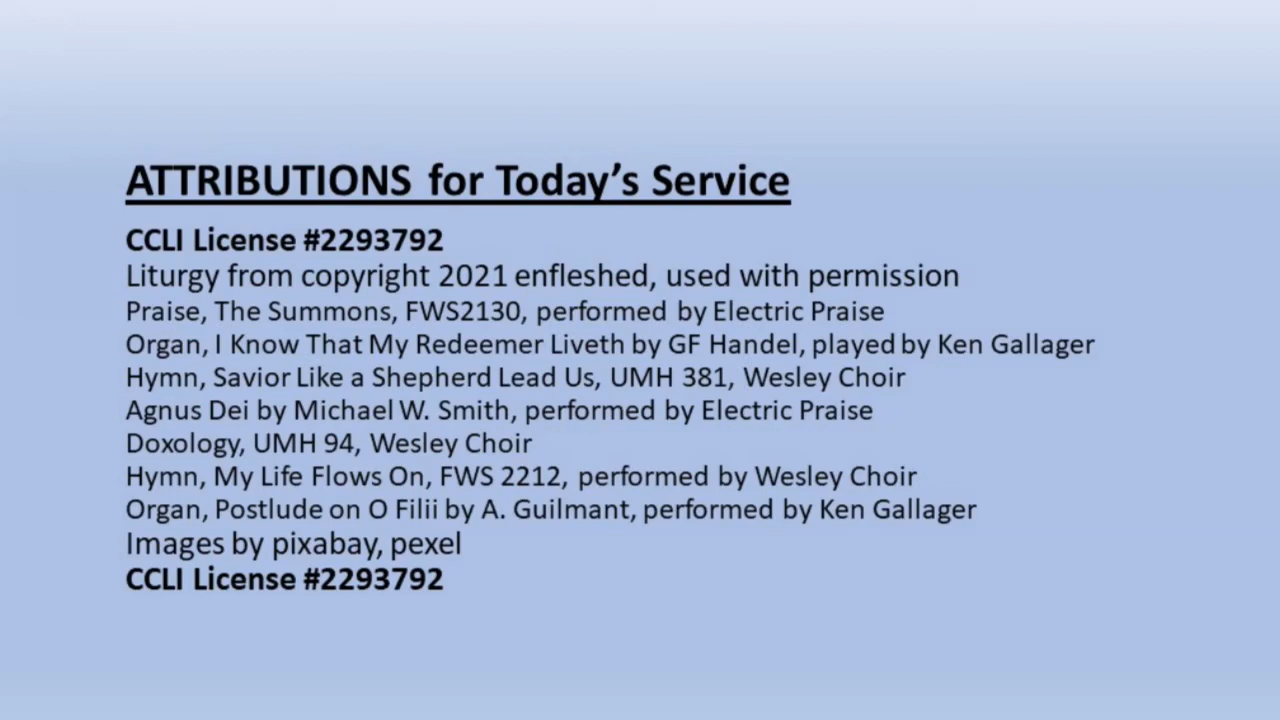 ATTRIBUTIONS for Today’s Service
CCLI License #2293792
Liturgy from copyright 2021 enfleshed, used with permission
Praise, The Summons, FWS2130, performed by Electric Praise
Organ, I Know That My Redeemer Liveth by GF Handel, played by Ken Gallager
Hymn, Savior Like a Shepherd Lead Us, UMH 381, Wesley Choir
Agnus Dei by Michael W. Smith, performed by Electric Praise
Doxology, UMH 94, Wesley Choir
Hymn, My Life Flows On, FWS 2212, performed by Wesley Choir
Organ, Postlude on O Filii by A. Guilmant, performed by Ken Gallager
Images by pixabay, pexel
CCLI License #2293792